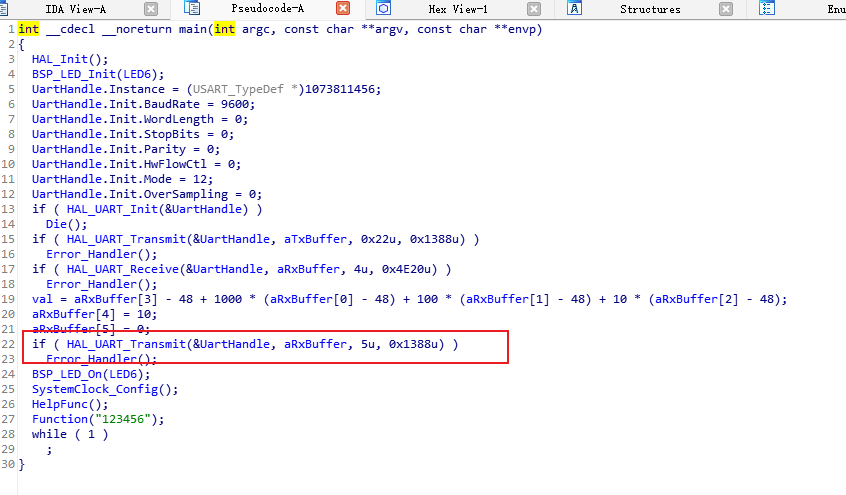 IDA View-A Pseudocode-A Hex View-1 Structures Enu
1 int __cdecl __noreturn main(int argc, const char **argv, const char **envp)
2 {
3 HAL_Init();
4 BSP_LED_Init(LED6);
5 UartHandle.Instance = (USART_TypeDef *)1073811456;
6 UartHandle.Init.BaudRate = 9600;
7 UartHandle.Init.WordLength = 0;
8 UartHandle.Init.StopBits = 0;
9 UartHandle.Init.Parity = 0;
10 UartHandle.Init.HwFlowCtl = 0;
11 UartHandle.Init.Mode = 12;
12 UartHandle.Init.OverSampling = 0;
13 if ( HAL_UART_Init(&UartHandle) )
14 Die();
15 if ( HAL_UART_Transmit(&UartHandle, aTxBuffer, 0x22u, 0x1388u) )
16 Error_Handler();
17 if ( HAL_UART_Receive(&UartHandle, aRxBuffer, 4u, 0x4E20u) )
18 Error_Handler();
19 val = aRxBuffer[3] - 48 + 1000 * (aRxBuffer[0] - 48) + 100 * (aRxBuffer[1] - 48) + 10 * (aRxBuffer[2] - 48);
20 aRxBuffer[4] = 10;
21 aRxBuffer[5] = 0;
22 if ( HAL_UART_Transmit(&UartHandle, aRxBuffer, 5u, 0x1388u) )
23 Error_Handler();
24 BSP_LED_On(LED6);
25 SystemClock_Config();
26 HelpFunc();
27 Function("123456");
28 while ( 1 )
29 ;
30 }